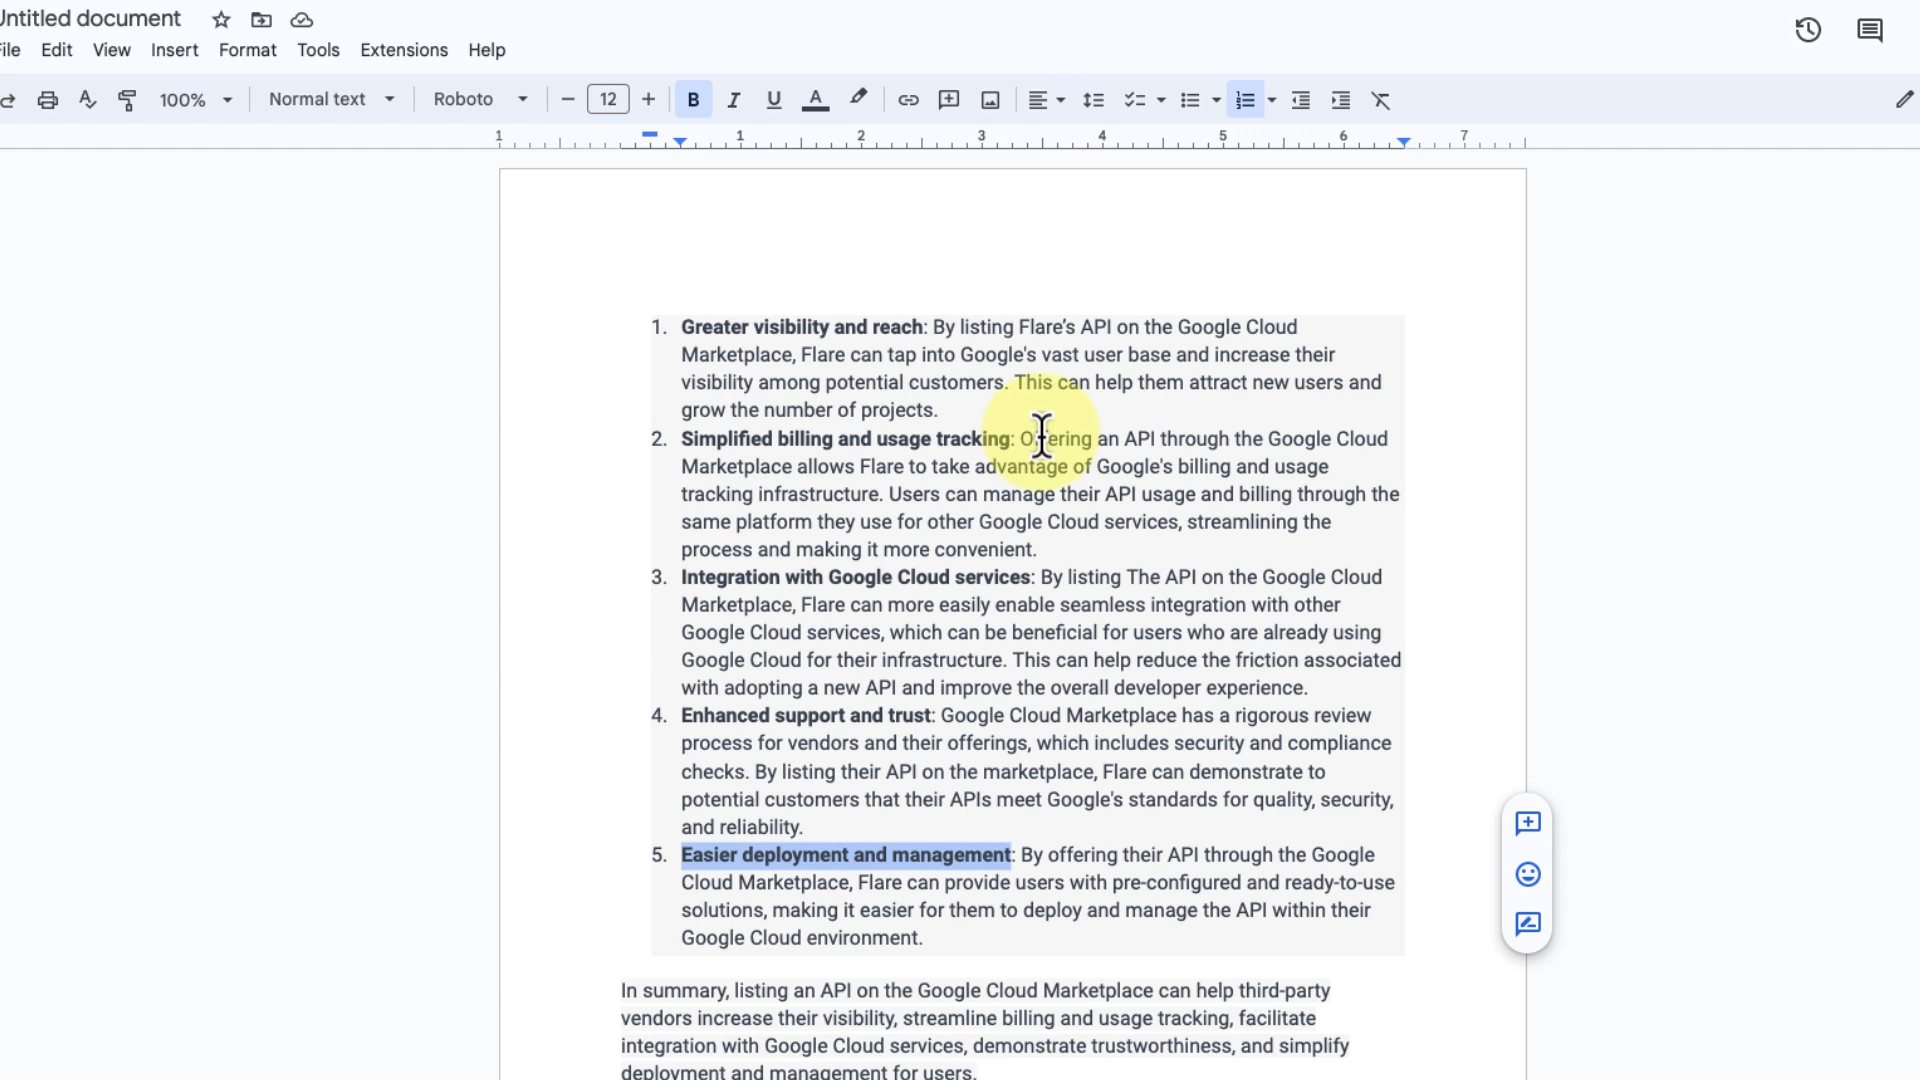 Untitled document
File Edit View Insert Format Tools Extensions Help
100% Normal text Roboto 12 B I U A
1 1 2 3 4 5 6 7
1. Greater visibility and reach: By listing Flare’s API on the Google Cloud
Marketplace, Flare can tap into Google's vast user base and increase their
visibility among potential customers. This can help them attract new users and
grow the number of projects.
2. Simplified billing and usage tracking: Offering an API through the Google Cloud
Marketplace allows Flare to take advantage of Google's billing and usage
tracking infrastructure. Users can manage their API usage and billing through the
same platform they use for other Google Cloud services, streamlining the
process and making it more convenient.
3. Integration with Google Cloud services: By listing The API on the Google Cloud
Marketplace, Flare can more easily enable seamless integration with other
Google Cloud services, which can be beneficial for users who are already using
Google Cloud for their infrastructure. This can help reduce the friction associated
with adopting a new API and improve the overall developer experience.
4. Enhanced support and trust: Google Cloud Marketplace has a rigorous review
process for vendors and their offerings, which includes security and compliance
checks. By listing their API on the marketplace, Flare can demonstrate to
potential customers that their APIs meet Google's standards for quality, security,
and reliability.
5. Easier deployment and management: By offering their API through the Google
Cloud Marketplace, Flare can provide users with pre-configured and ready-to-use
solutions, making it easier for them to deploy and manage the API within their
Google Cloud environment.
In summary, listing an API on the Google Cloud Marketplace can help third-party
vendors increase their visibility, streamline billing and usage tracking, facilitate
integration with Google Cloud services, demonstrate trustworthiness, and simplify
deployment and management for users.